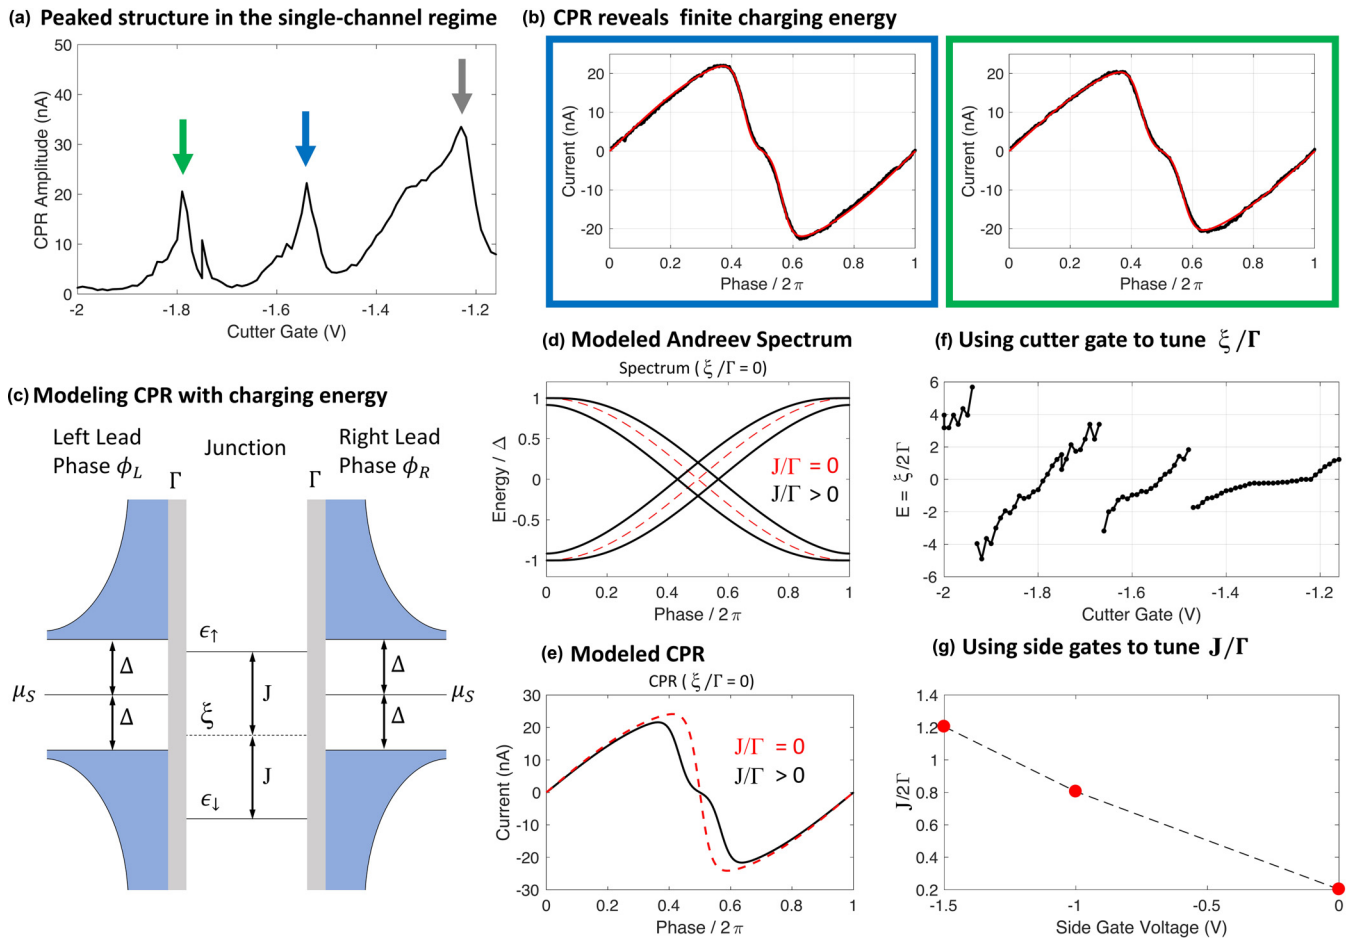 (a) Peaked structure in the single-channel regime
50
40
30
20
10
0
CPR Amplitude (nA)
-2
-1.8
-1.6
-1.4
-1.2
Cutter Gate (V)
(b) CPR reveals finite charging energy
20
10
0
-10
-20
Current (nA)
0
0.2
0.4
0.6
0.8
1
Phase / 2 π
20
10
0
-10
-20
Current (nA)
0
0.2
0.4
0.6
0.8
1
Phase / 2 π
(c) Modeling CPR with charging energy
Left Lead
Phase ϕL
Junction
Right Lead
Phase ϕR
Γ
Γ
ϵ↑
Δ
Δ
J
μS
μS
ξ
Δ
Δ
J
ϵ↓
(d) Modeled Andreev Spectrum
Spectrum ( ξ/Γ = 0)
1
0.5
0
-0.5
-1
Energy / Δ
J/Γ = 0
J/Γ > 0
0
0.2
0.4
0.6
0.8
1
Phase / 2 π
(e) Modeled CPR
CPR ( ξ/Γ = 0)
30
20
10
0
-10
-20
-30
Current (nA)
J/Γ = 0
J/Γ > 0
0
0.2
0.4
0.6
0.8
1
Phase / 2 π
(f) Using cutter gate to tune ξ/Γ
6
4
2
0
-2
-4
-6
E = ξ/2Γ
-2
-1.8
-1.6
-1.4
-1.2
Cutter Gate (V)
(g) Using side gates to tune J/Γ
1.4
1.2
1
0.8
0.6
0.4
0.2
J/2Γ
-1.5
-1
-0.5
0
Side Gate Voltage (V)